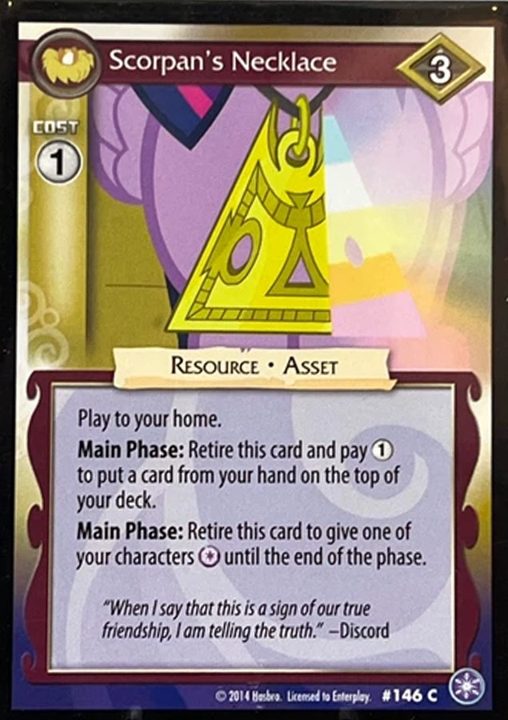 Scorpan's Necklace
3
COST
1
RESOURCE • ASSET
Play to your home.
Main Phase: Retire this card and pay 1
to put a card from your hand on the top of
your deck.
Main Phase: Retire this card to give one of
your characters until the end of the phase.
"When I say that this is a sign of our true
friendship, I am telling the truth." –Discord
© 2014 Hasbro. Licensed to Enterplay. #146 C